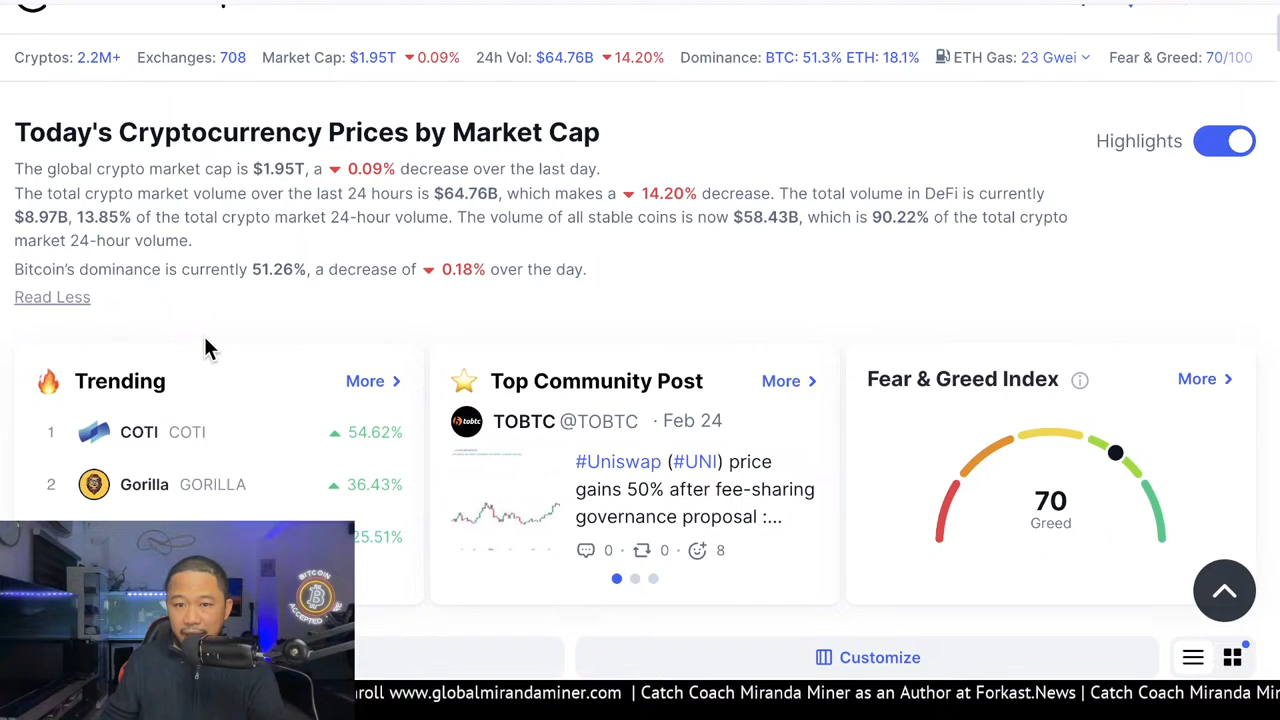 Cryptos: 2.2M+ Exchanges: 708 Market Cap: $1.95T 0.09% 24h Vol: $64.76B 14.20% Dominance: BTC: 51.3% ETH: 18.1% ETH Gas: 23 Gwei Fear & Greed: 70/100
Today's Cryptocurrency Prices by Market Cap
Highlights
The global crypto market cap is $1.95T, a 0.09% decrease over the last day.
The total crypto market volume over the last 24 hours is $64.76B, which makes a 14.20% decrease. The total volume in DeFi is currently
$8.97B, 13.85% of the total crypto market 24-hour volume. The volume of all stable coins is now $58.43B, which is 90.22% of the total crypto
market 24-hour volume.
Bitcoin's dominance is currently 51.26%, a decrease of 0.18% over the day.
Read Less
Trending More
1 COTI COTI 54.62%
2 Gorilla GORILLA 36.43%
25.51%
Top Community Post More
tobtc
TOBTC @TOBTC · Feb 24
#Uniswap (#UNI) price
gains 50% after fee-sharing
governance proposal :...
0 · 0 · 8
Fear & Greed Index More
70
Greed
BITCOIN
ACCEPTED
Customize
roll www.globalmirandaminer.com | Catch Coach Miranda Miner as an Author at Forkast.News | Catch Coach Miranda Mi